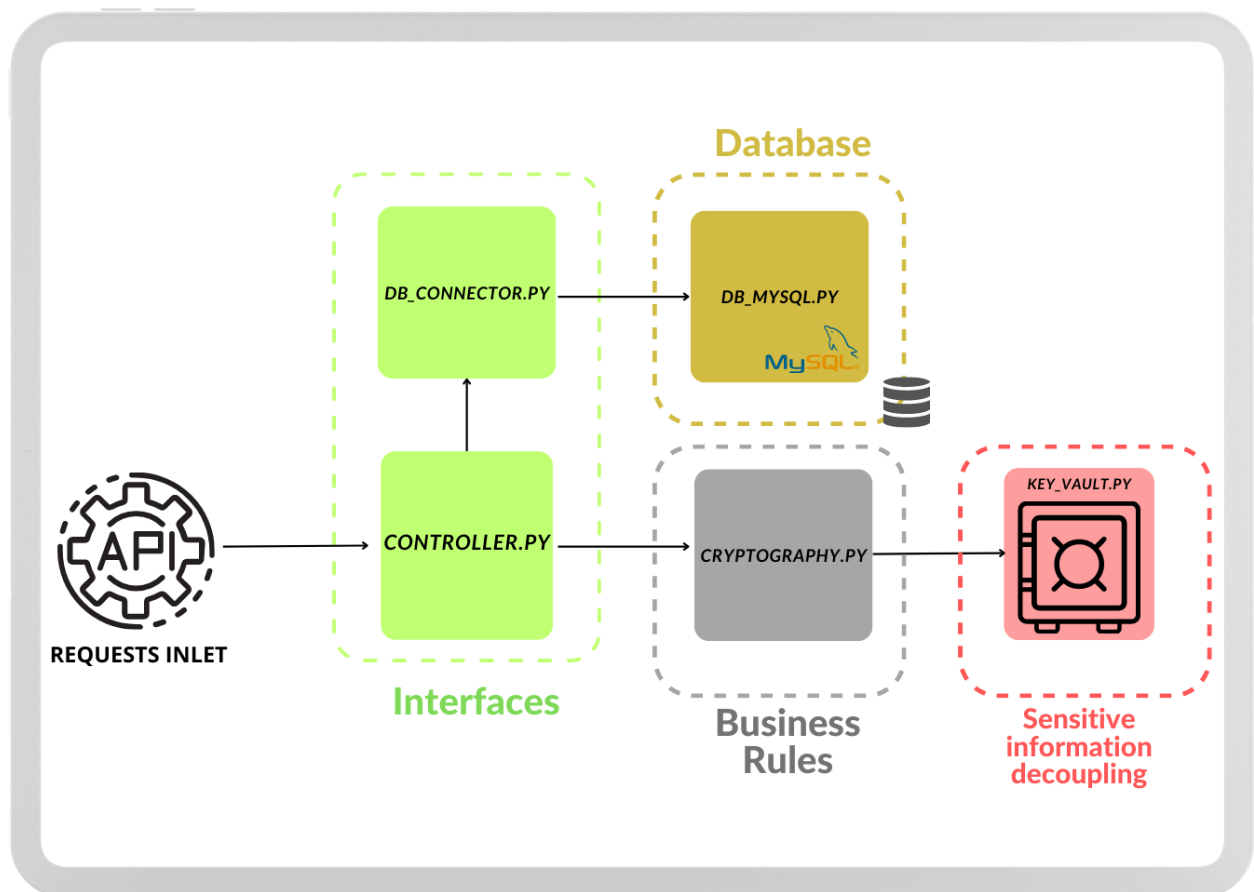 Database
DB_CONNECTOR.PY
DB_MYSQL.PY
MySQL®
API
CONTROLLER.PY
CRYPTOGRAPHY.PY
KEY_VAULT.PY
REQUESTS INLET
Interfaces
Business
Rules
Sensitive
information
decoupling